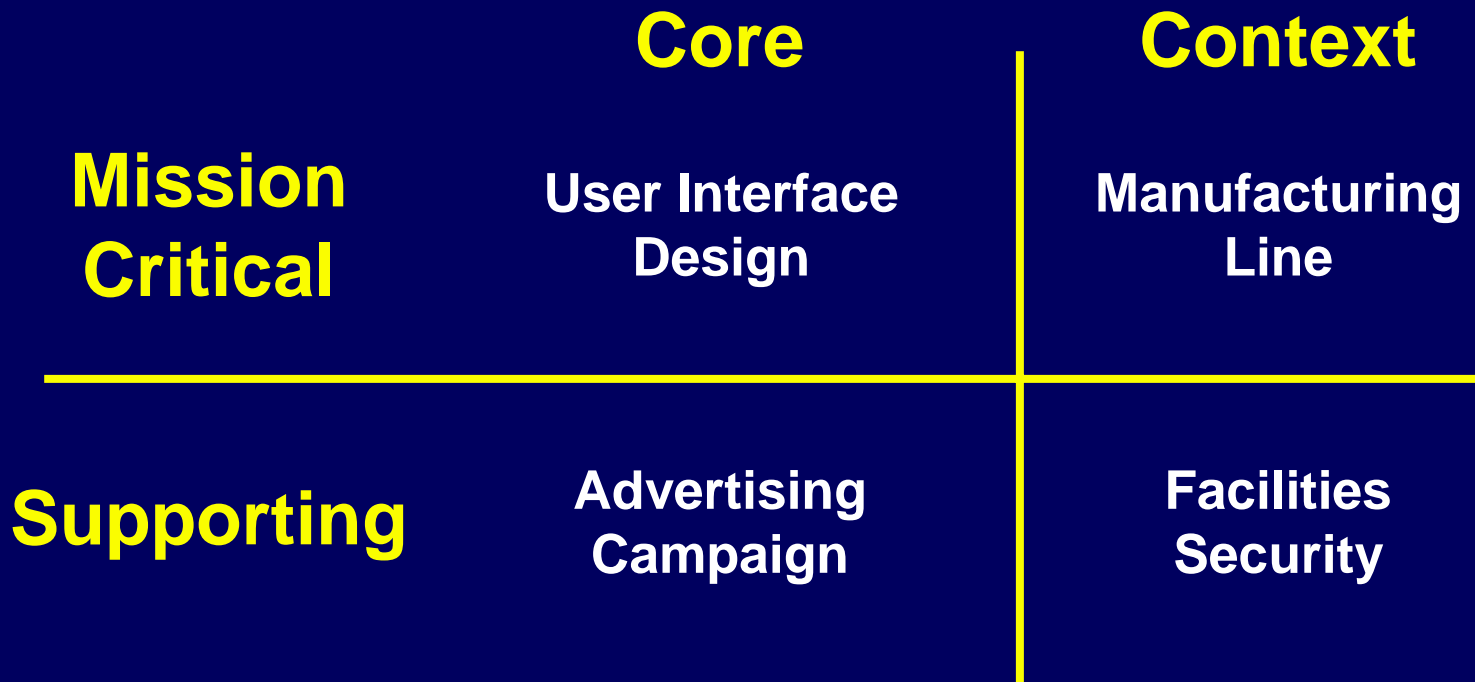 Core
Context
Mission
Critical
User Interface
Design
Manufacturing
Line
Supporting
Advertising
Campaign
Facilities
Security